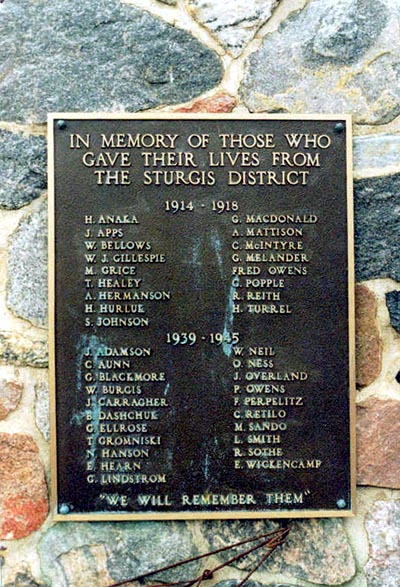 IN MEMORY OF THOSE WHO
GAVE THEIR LIVES FROM
THE STURGIS DISTRICT
1914 - 1918
H. ANAKA G. MACDONALD
J. APPS A. MATTISON
W. BELLOWS C. McINTYRE
W. J. GILLESPIE G. MELANDER
M. GRICE FRED OWENS
T. HEALEY G. POPPLE
A. HERMANSON R. REITH
H. HURLUK H. TURREL
S. JOHNSON
1939 - 1945
J. ADAMSON W. NEIL
C. AUNN O. NESS
G. BLACKMORE J. OVERLAND
W. BURGIS P. OWENS
J. CARRAGHER F. PERPELITZ
B. DASHCHUK C. RETILO
G. ELLROSE M. SANDO
T. GROMNISKI L. SMITH
N. HANSON R. SOTHE
E. HEARN E. WICKENCAMP
G. LINDSTROM
"WE WILL REMEMBER THEM"